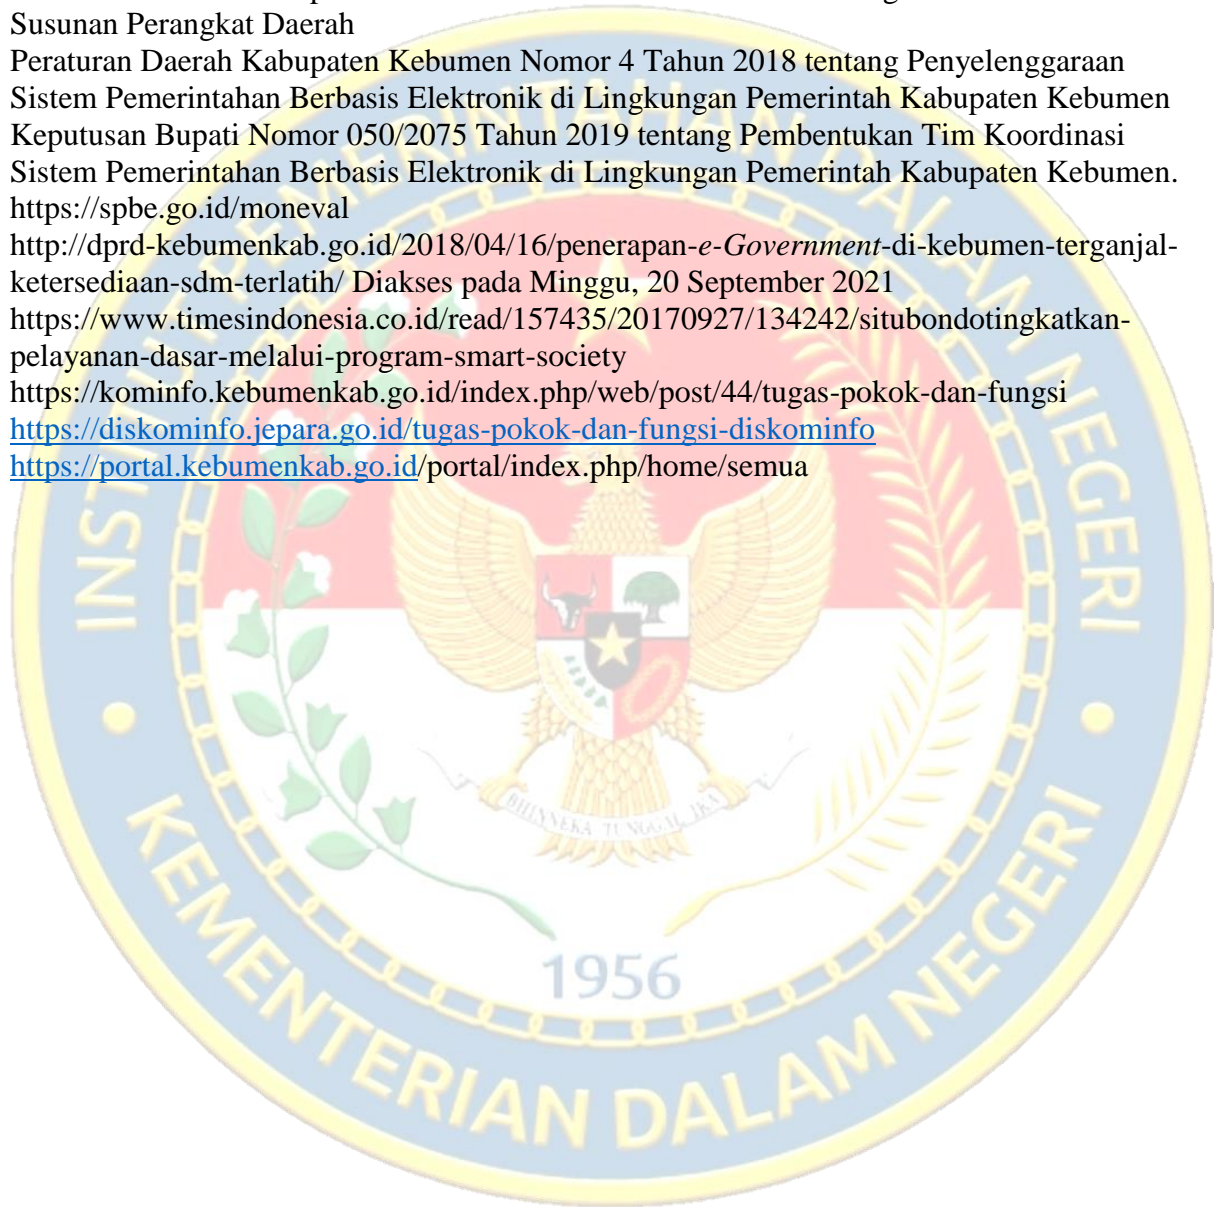 Susunan Perangkat Daerah
Peraturan Daerah Kabupaten Kebumen Nomor 4 Tahun 2018 tentang Penyelenggaraan
Sistem Pemerintahan Berbasis Elektronik di Lingkungan Pemerintah Kabupaten Kebumen
Keputusan Bupati Nomor 050/2075 Tahun 2019 tentang Pembentukan Tim Koordinasi
Sistem Pemerintahan Berbasis Elektronik di Lingkungan Pemerintah Kabupaten Kebumen.
https://spbe.go.id/moneval
http://dprd-kebumenkab.go.id/2018/04/16/penerapan-e-Government-di-kebumen-terganjal-
ketersediaan-sdm-terlatih/ Diakses pada Minggu, 20 September 2021
https://www.timesindonesia.co.id/read/157435/20170927/134242/situbondotingkatkan-
pelayanan-dasar-melalui-program-smart-society
https://kominfo.kebumenkab.go.id/index.php/web/post/44/tugas-pokok-dan-fungsi
https://diskominfo.jepara.go.id/tugas-pokok-dan-fungsi-diskominfo
https://portal.kebumenkab.go.id/portal/index.php/home/semua
INSTITUT PEMERINTAHAN DALAM NEGERI
BHINNEKA TUNGGAL IKA
1956
KEMENTERIAN DALAM NEGERI